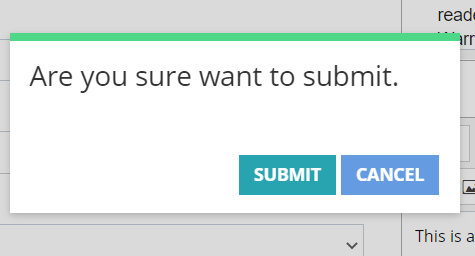 Are you sure want to submit.
SUBMIT CANCEL
This is a